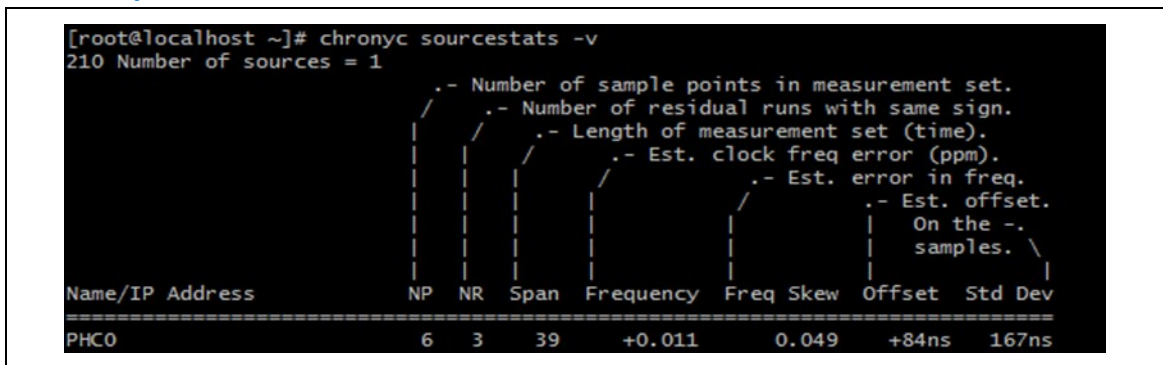 [root@localhost ~]# chronyc sourcestats -v
210 Number of sources = 1
                             .- Number of sample points in measurement set.
                            /    .- Number of residual runs with same sign.
                           |    /    .- Length of measurement set (time).
                           |   |    /      .- Est. clock freq error (ppm).
                           |   |   |      /           .- Est. error in freq.
                           |   |   |     |           /         .- Est. offset.
                           |   |   |     |          |          |   On the -.
                           |   |   |     |          |          |   samples. \
                           |   |   |     |          |          |             |
Name/IP Address            NP  NR  Span  Frequency  Freq Skew  Offset  Std Dev
==============================================================================
PHC0                        6   3    39     +0.011      0.049    +84ns   167ns